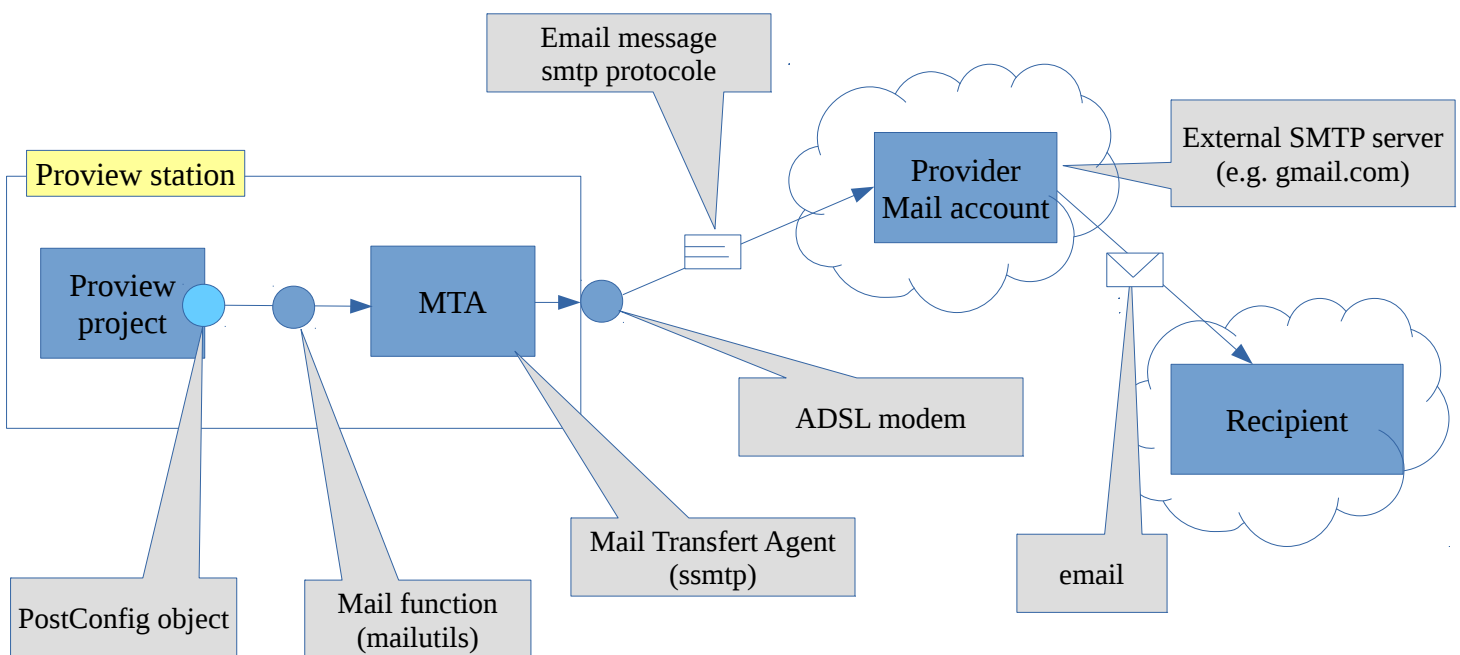 Email message
smtp protocole
External SMTP server
(e.g. gmail.com)
Proview station
Provider
Mail account
Proview
project
MTA
ADSL modem
Recipient
Mail Transfert Agent
(ssmtp)
email
PostConfig object
Mail function
(mailutils)